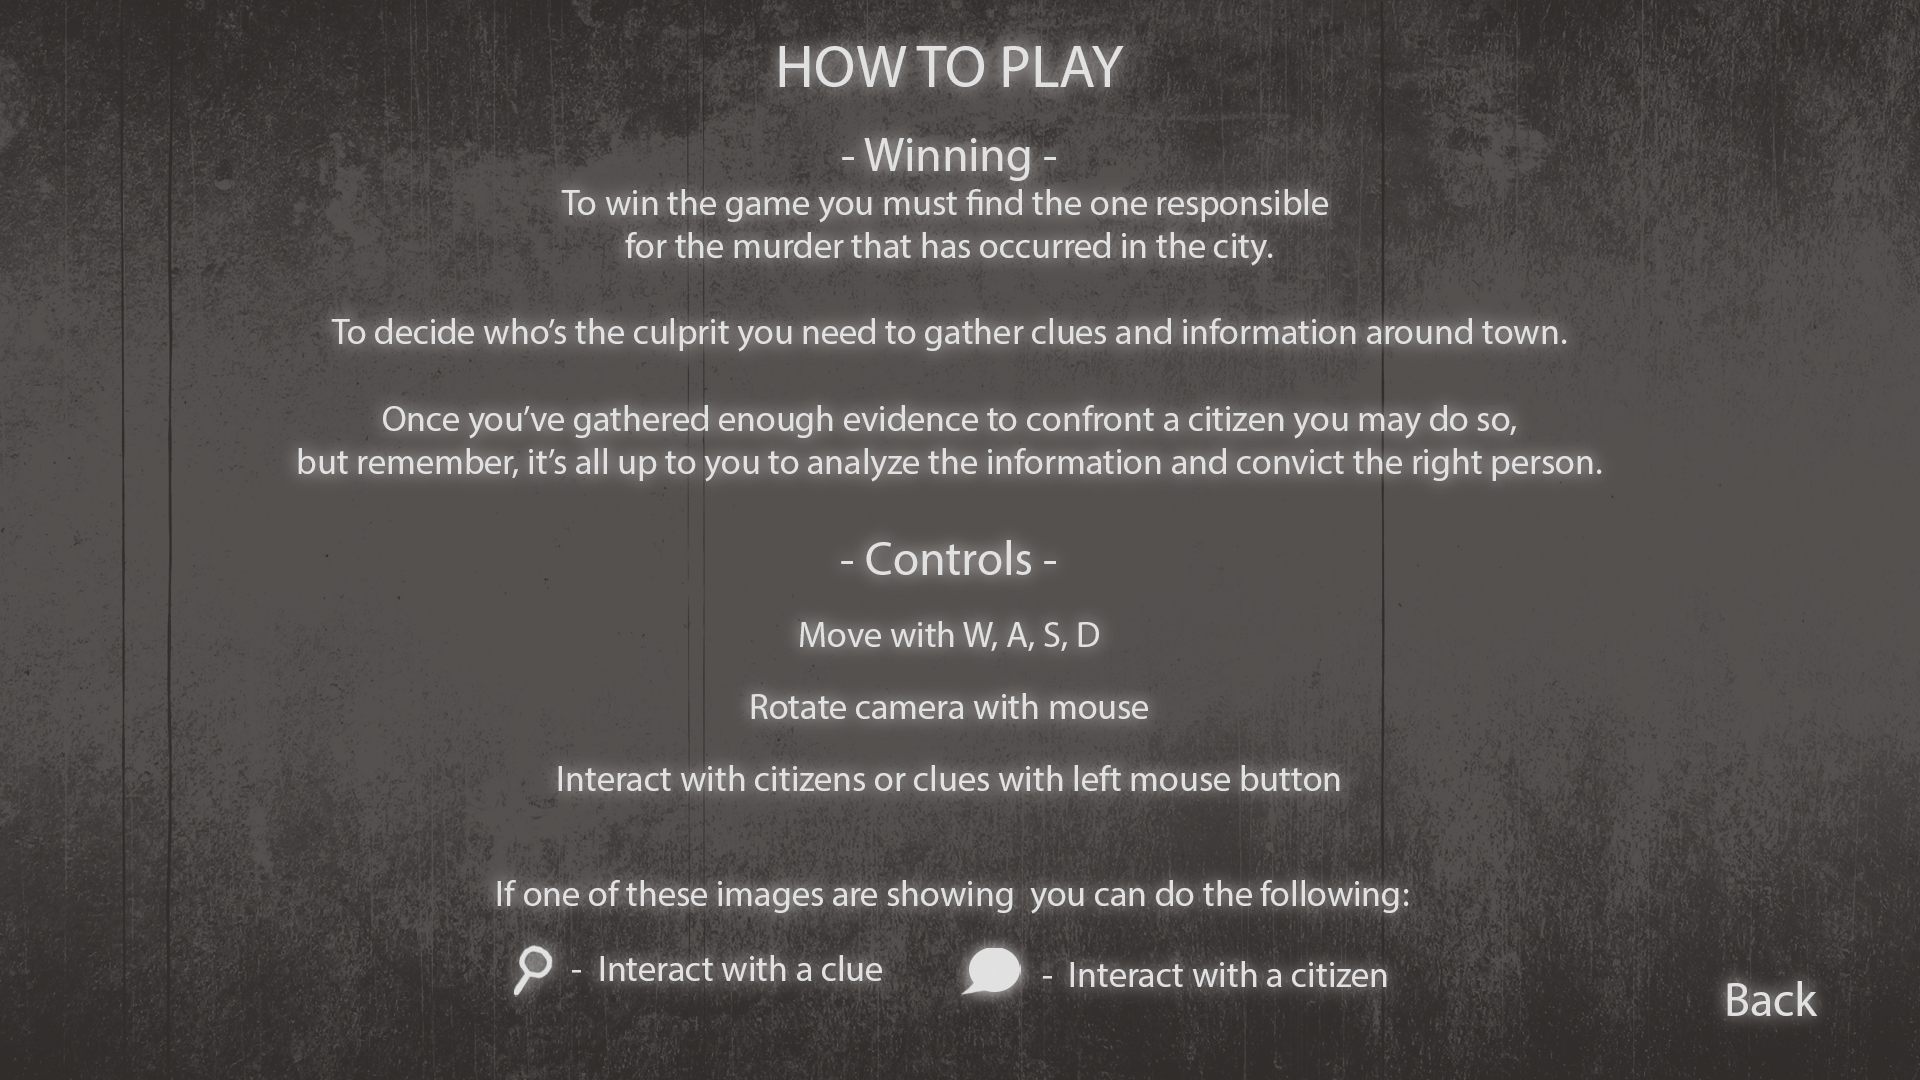 HOW TO PLAY
- Winning -
To win the game you must find the one responsible
for the murder that has occurred in the city.
To decide who’s the culprit you need to gather clues and information around town.
Once you’ve gathered enough evidence to confront a citizen you may do so,
but remember, it’s all up to you to analyze the information and convict the right person.
- Controls -
Move with W, A, S, D
Rotate camera with mouse
Interact with citizens or clues with left mouse button
If one of these images are showing  you can do the following:
- Interact with a clue
- Interact with a citizen
Back